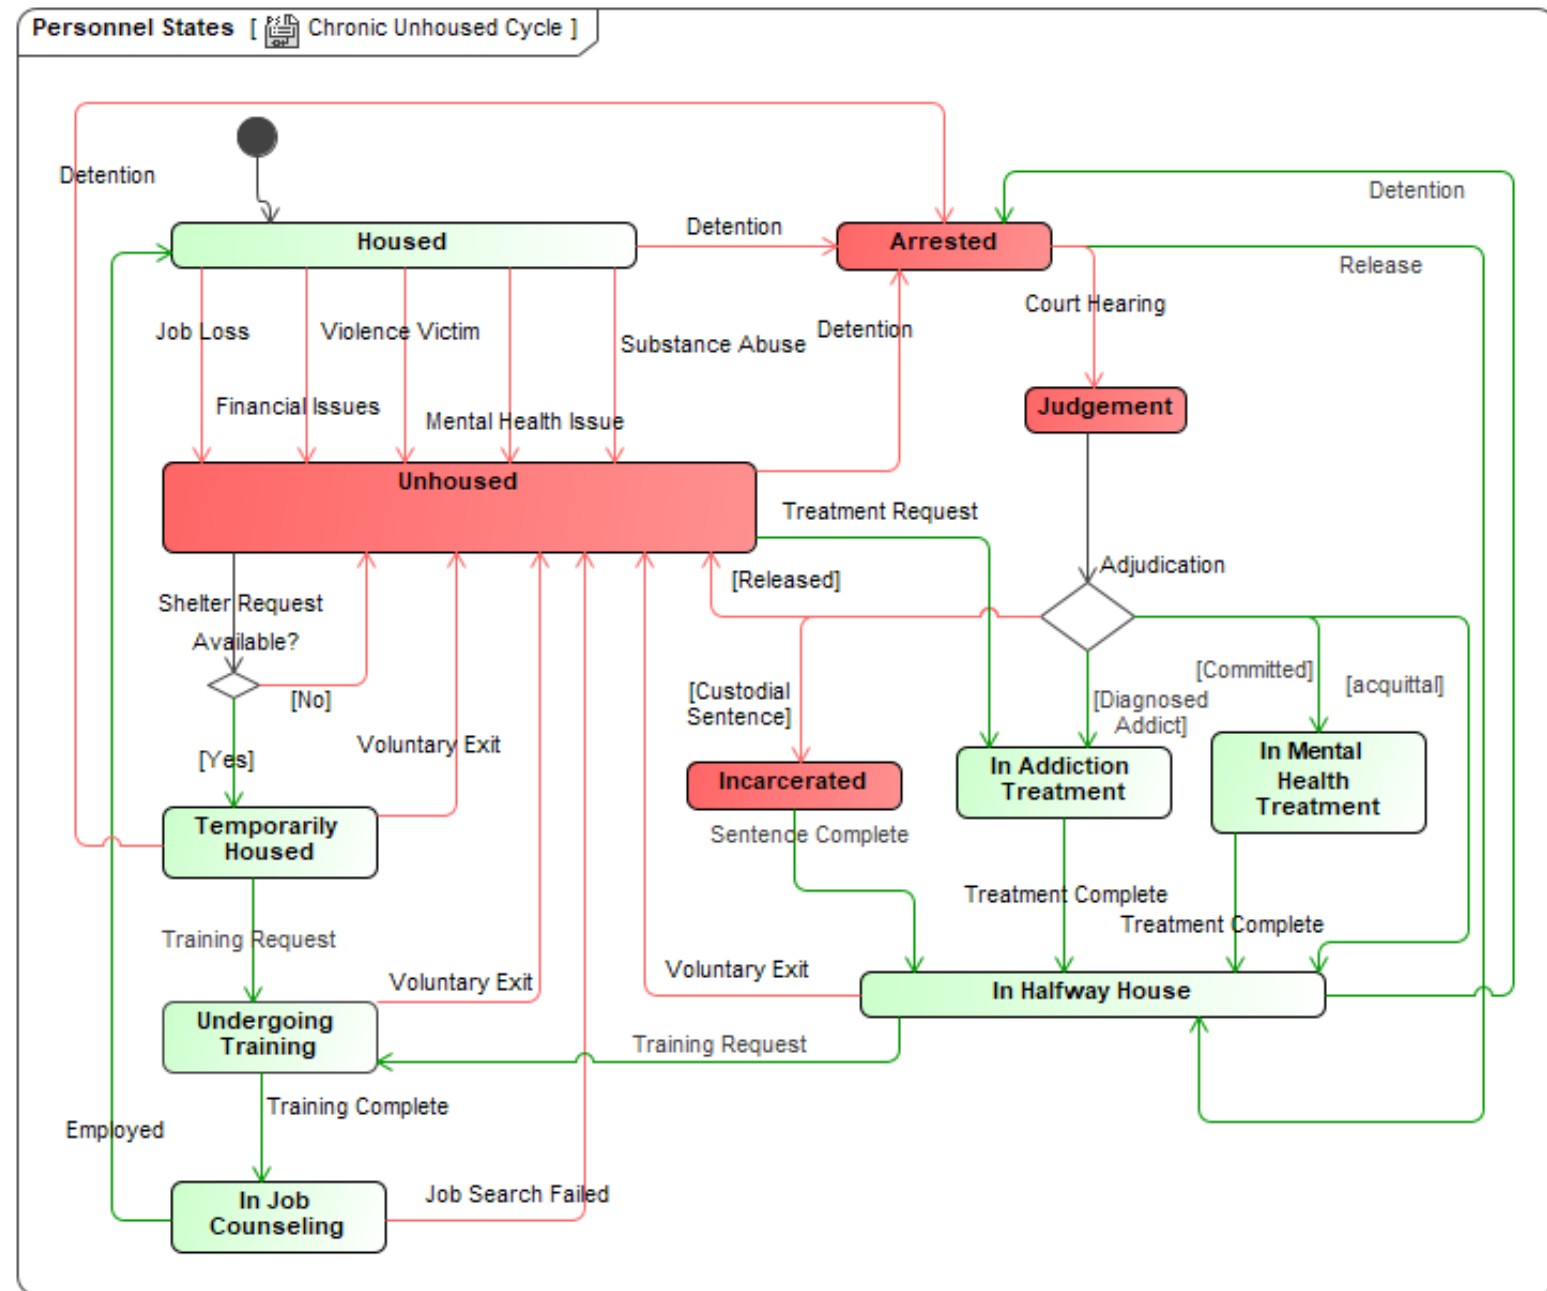 Personnel States [ Chronic Unhoused Cycle ]
Detention
Detention
Housed
Detention
Arrested
Release
Court Hearing
Job Loss
Violence Victim
Detention
Substance Abuse
Financial Issues
Mental Health Issue
Judgement
Unhoused
Treatment Request
Adjudication
[Released]
Shelter Request
Available?
[No]
[Committed]
[acquittal]
[Custodial
Sentence]
[Diagnosed
Addict]
[Yes]
Voluntary Exit
In Addiction
Treatment
In Mental
Health
Treatment
Incarcerated
Sentence Complete
Temporarily
Housed
Treatment Complete
Treatment Complete
Training Request
Voluntary Exit
Voluntary Exit
In Halfway House
Undergoing
Training
Training Request
Training Complete
Employed
In Job
Counseling
Job Search Failed